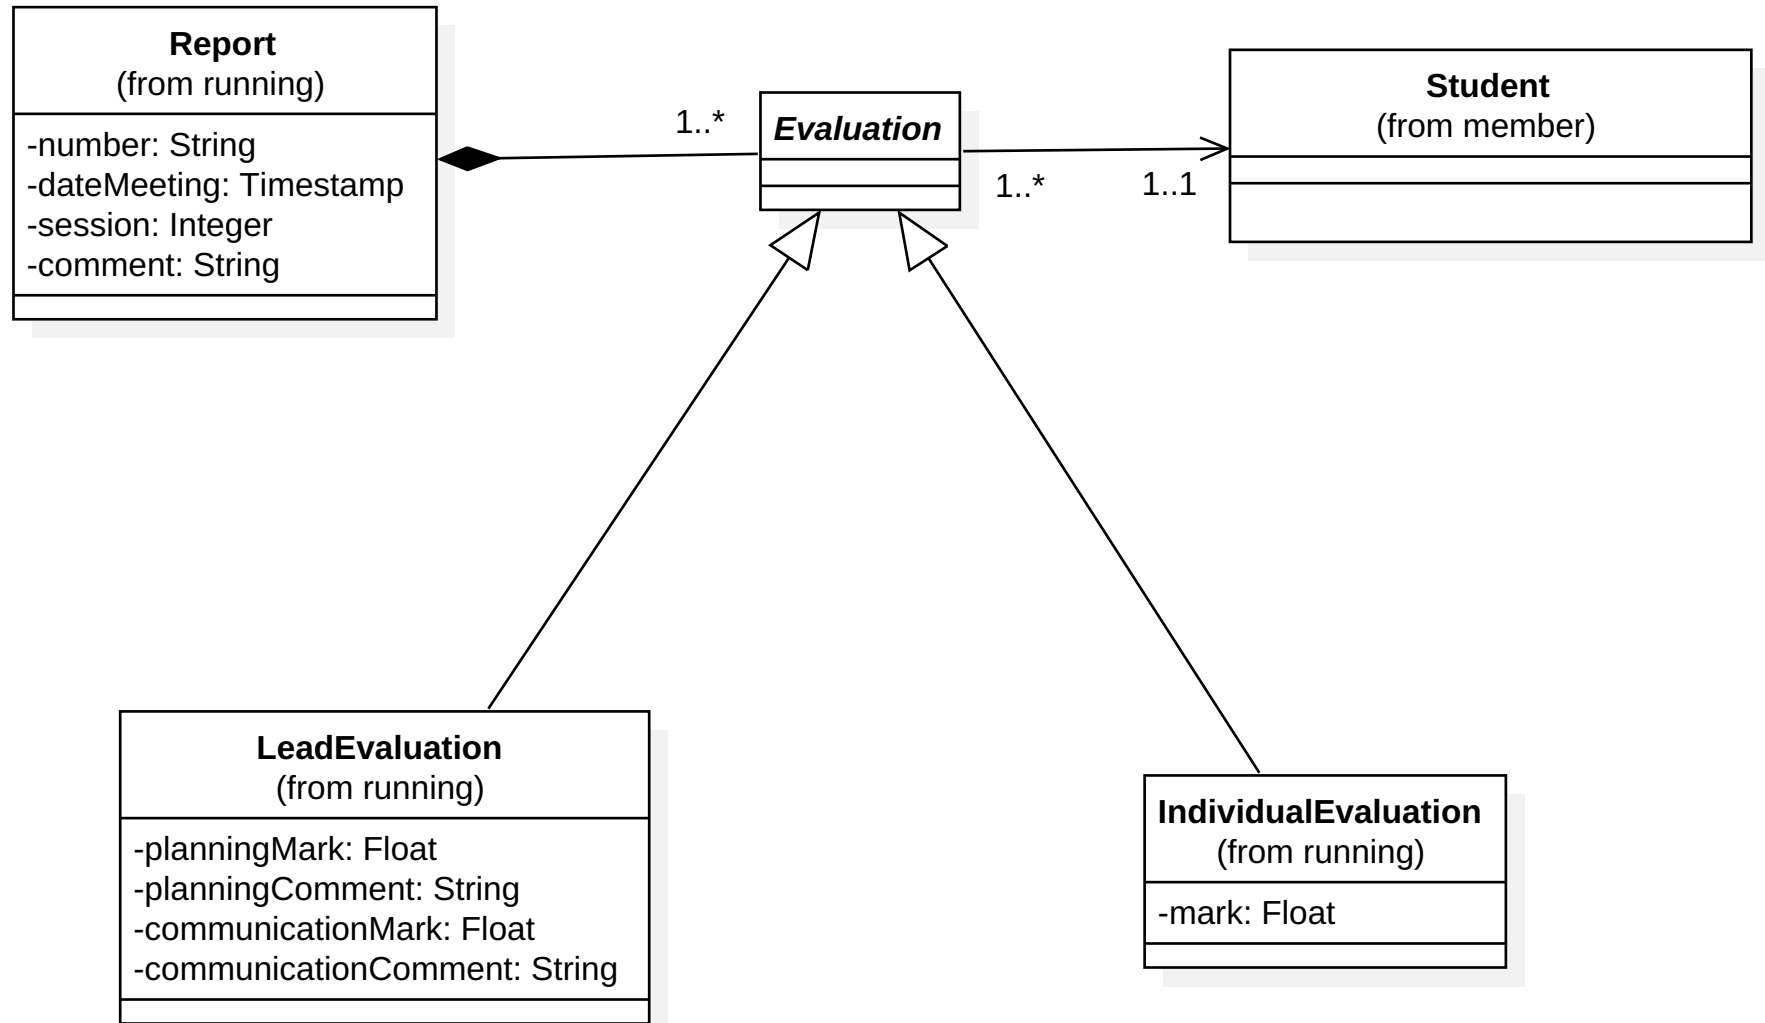 Report
(from running)
-number: String
-dateMeeting: Timestamp
-session: Integer
-comment: String
1..*
Evaluation
1..*
1..1
Student
(from member)
LeadEvaluation
(from running)
-planningMark: Float
-planningComment: String
-communicationMark: Float
-communicationComment: String
IndividualEvaluation
(from running)
-mark: Float